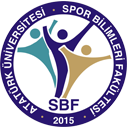 ATATÜRK ÜNİVERSİTESİ - SPOR BİLİMLERİ FAKÜLTESİ
SBF
2015